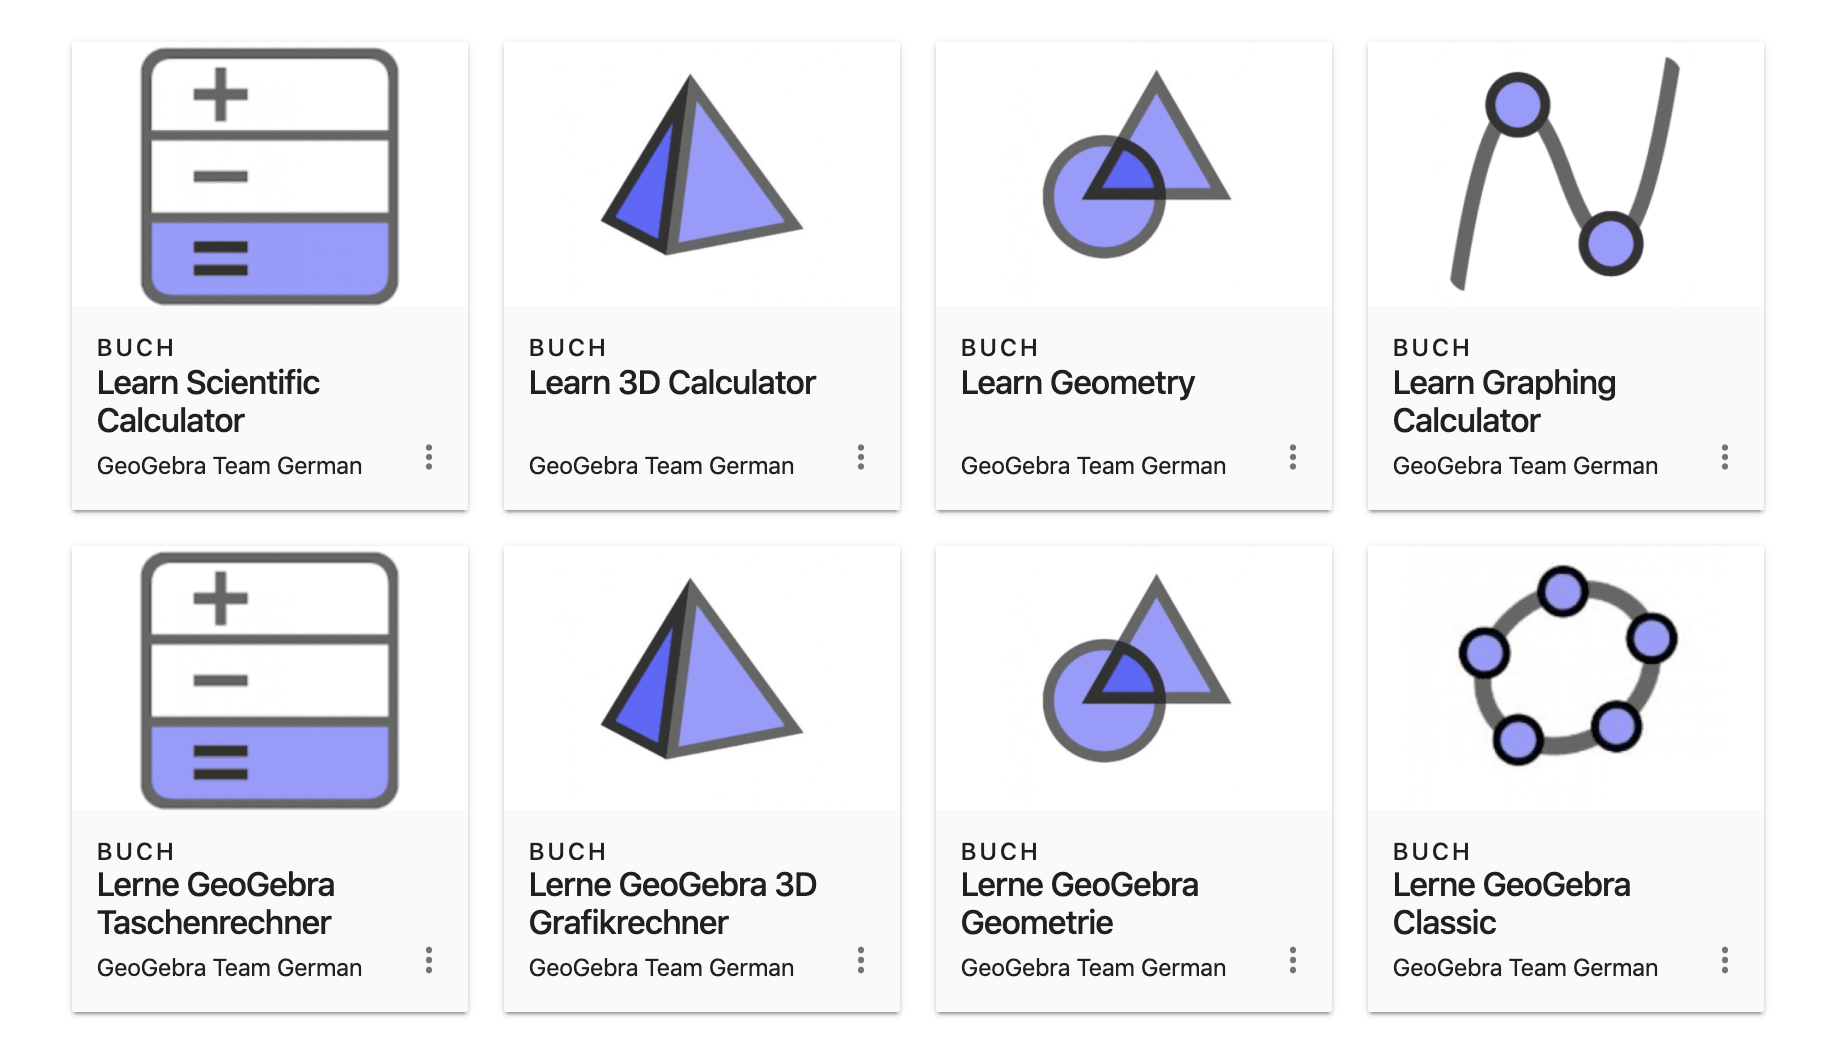 BUCH
Learn Scientific
Calculator
GeoGebra Team German
BUCH
Learn 3D Calculator
GeoGebra Team German
BUCH
Learn Geometry
GeoGebra Team German
BUCH
Learn Graphing
Calculator
GeoGebra Team German
BUCH
Lerne GeoGebra
Taschenrechner
GeoGebra Team German
BUCH
Lerne GeoGebra 3D
Grafikrechner
GeoGebra Team German
BUCH
Lerne GeoGebra
Geometrie
GeoGebra Team German
BUCH
Lerne GeoGebra
Classic
GeoGebra Team German